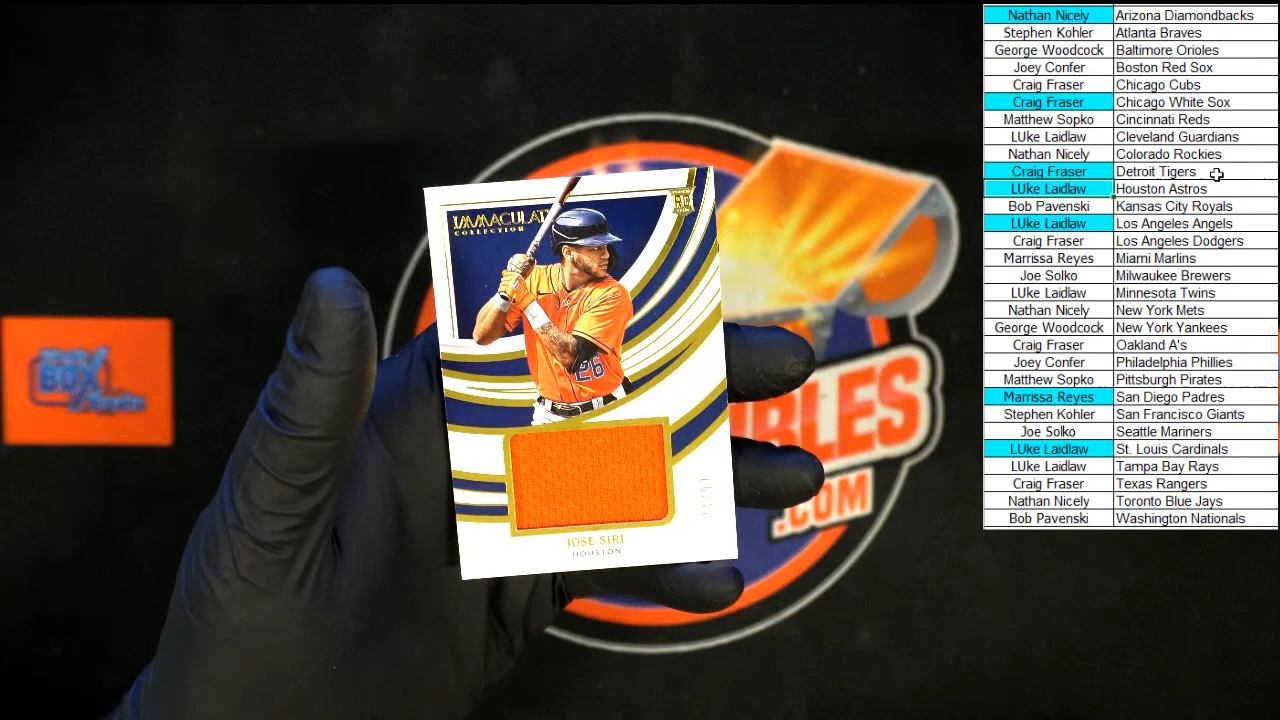 IMMACULAT
COLLECTION
RC
26
JOSE SIRI
HOUSTON
BOX
BLES
.COM
Nathan Nicely Arizona Diamondbacks
Stephen Kohler Atlanta Braves
George Woodcock Baltimore Orioles
Joey Confer Boston Red Sox
Craig Fraser Chicago Cubs
Craig Fraser Chicago White Sox
Matthew Sopko Cincinnati Reds
LUke Laidlaw Cleveland Guardians
Nathan Nicely Colorado Rockies
Craig Fraser Detroit Tigers
LUke Laidlaw Houston Astros
Bob Pavenski Kansas City Royals
LUke Laidlaw Los Angeles Angels
Craig Fraser Los Angeles Dodgers
Marrissa Reyes Miami Marlins
Joe Solko Milwaukee Brewers
LUke Laidlaw Minnesota Twins
Nathan Nicely New York Mets
George Woodcock New York Yankees
Craig Fraser Oakland A's
Joey Confer Philadelphia Phillies
Matthew Sopko Pittsburgh Pirates
Marrissa Reyes San Diego Padres
Stephen Kohler San Francisco Giants
Joe Solko Seattle Mariners
LUke Laidlaw St. Louis Cardinals
LUke Laidlaw Tampa Bay Rays
Craig Fraser Texas Rangers
Nathan Nicely Toronto Blue Jays
Bob Pavenski Washington Nationals